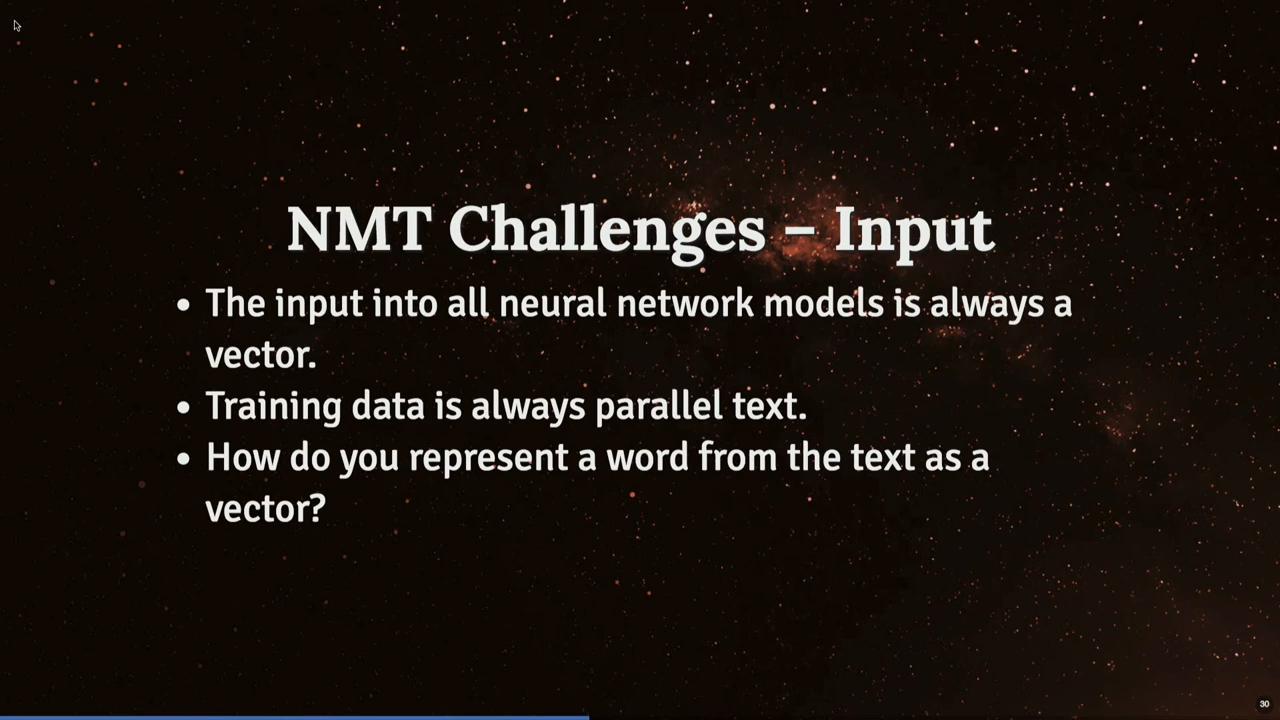 NMT Challenges – Input
• The input into all neural network models is always a
vector.
• Training data is always parallel text.
• How do you represent a word from the text as a
vector?
30